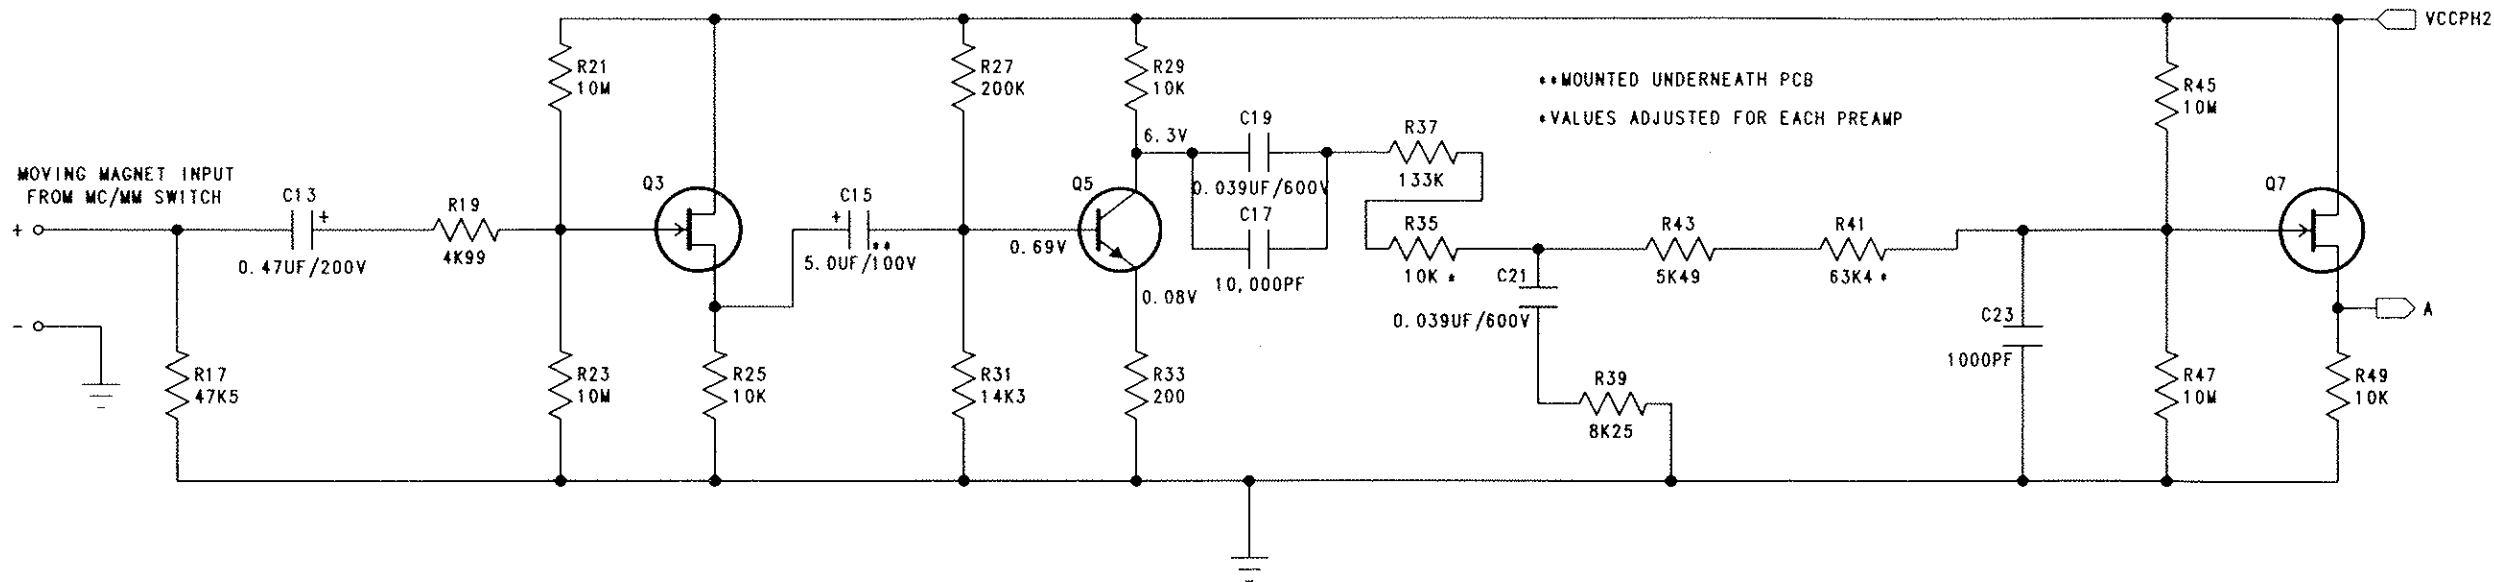 VCCPH2
R21
10M
R27
200K
R29
10K
**MOUNTED UNDERNEATH PCB
*VALUES ADJUSTED FOR EACH PREAMP
R45
10M
MOVING MAGNET INPUT
FROM MC/MM SWITCH
C13
+
0.47UF/200V
R19
4K99
Q3
C15
+
**
5.0UF/100V
0.69V
Q5
6.3V
0.08V
C19
0.039UF/600V
C17
10,000PF
R37
133K
R35
10K *
C21
0.039UF/600V
R43
5K49
R41
63K4 *
Q7
A
+
-
R17
47K5
R23
10M
R25
10K
R31
14K3
R33
200
R39
8K25
C23
1000PF
R47
10M
R49
10K